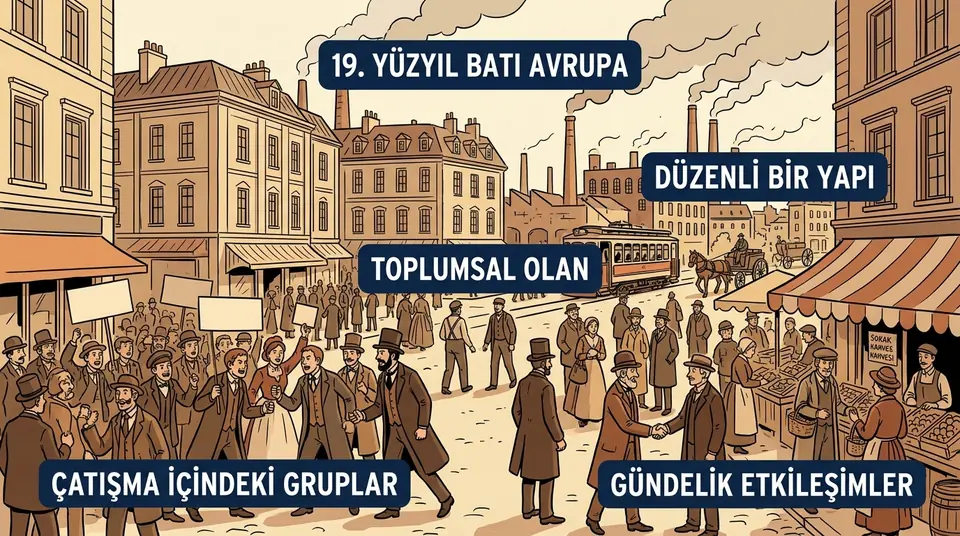 19. YÜZYIL BATI AVRUPA
DÜZENLİ BİR YAPI
TOPLUMSAL OLAN
SOKAK
KAHVEE
KAHVESİ
ÇATIŞMA İÇİNDEKİ GRUPLAR
GÜNDELİK ETKİLEŞİMLER